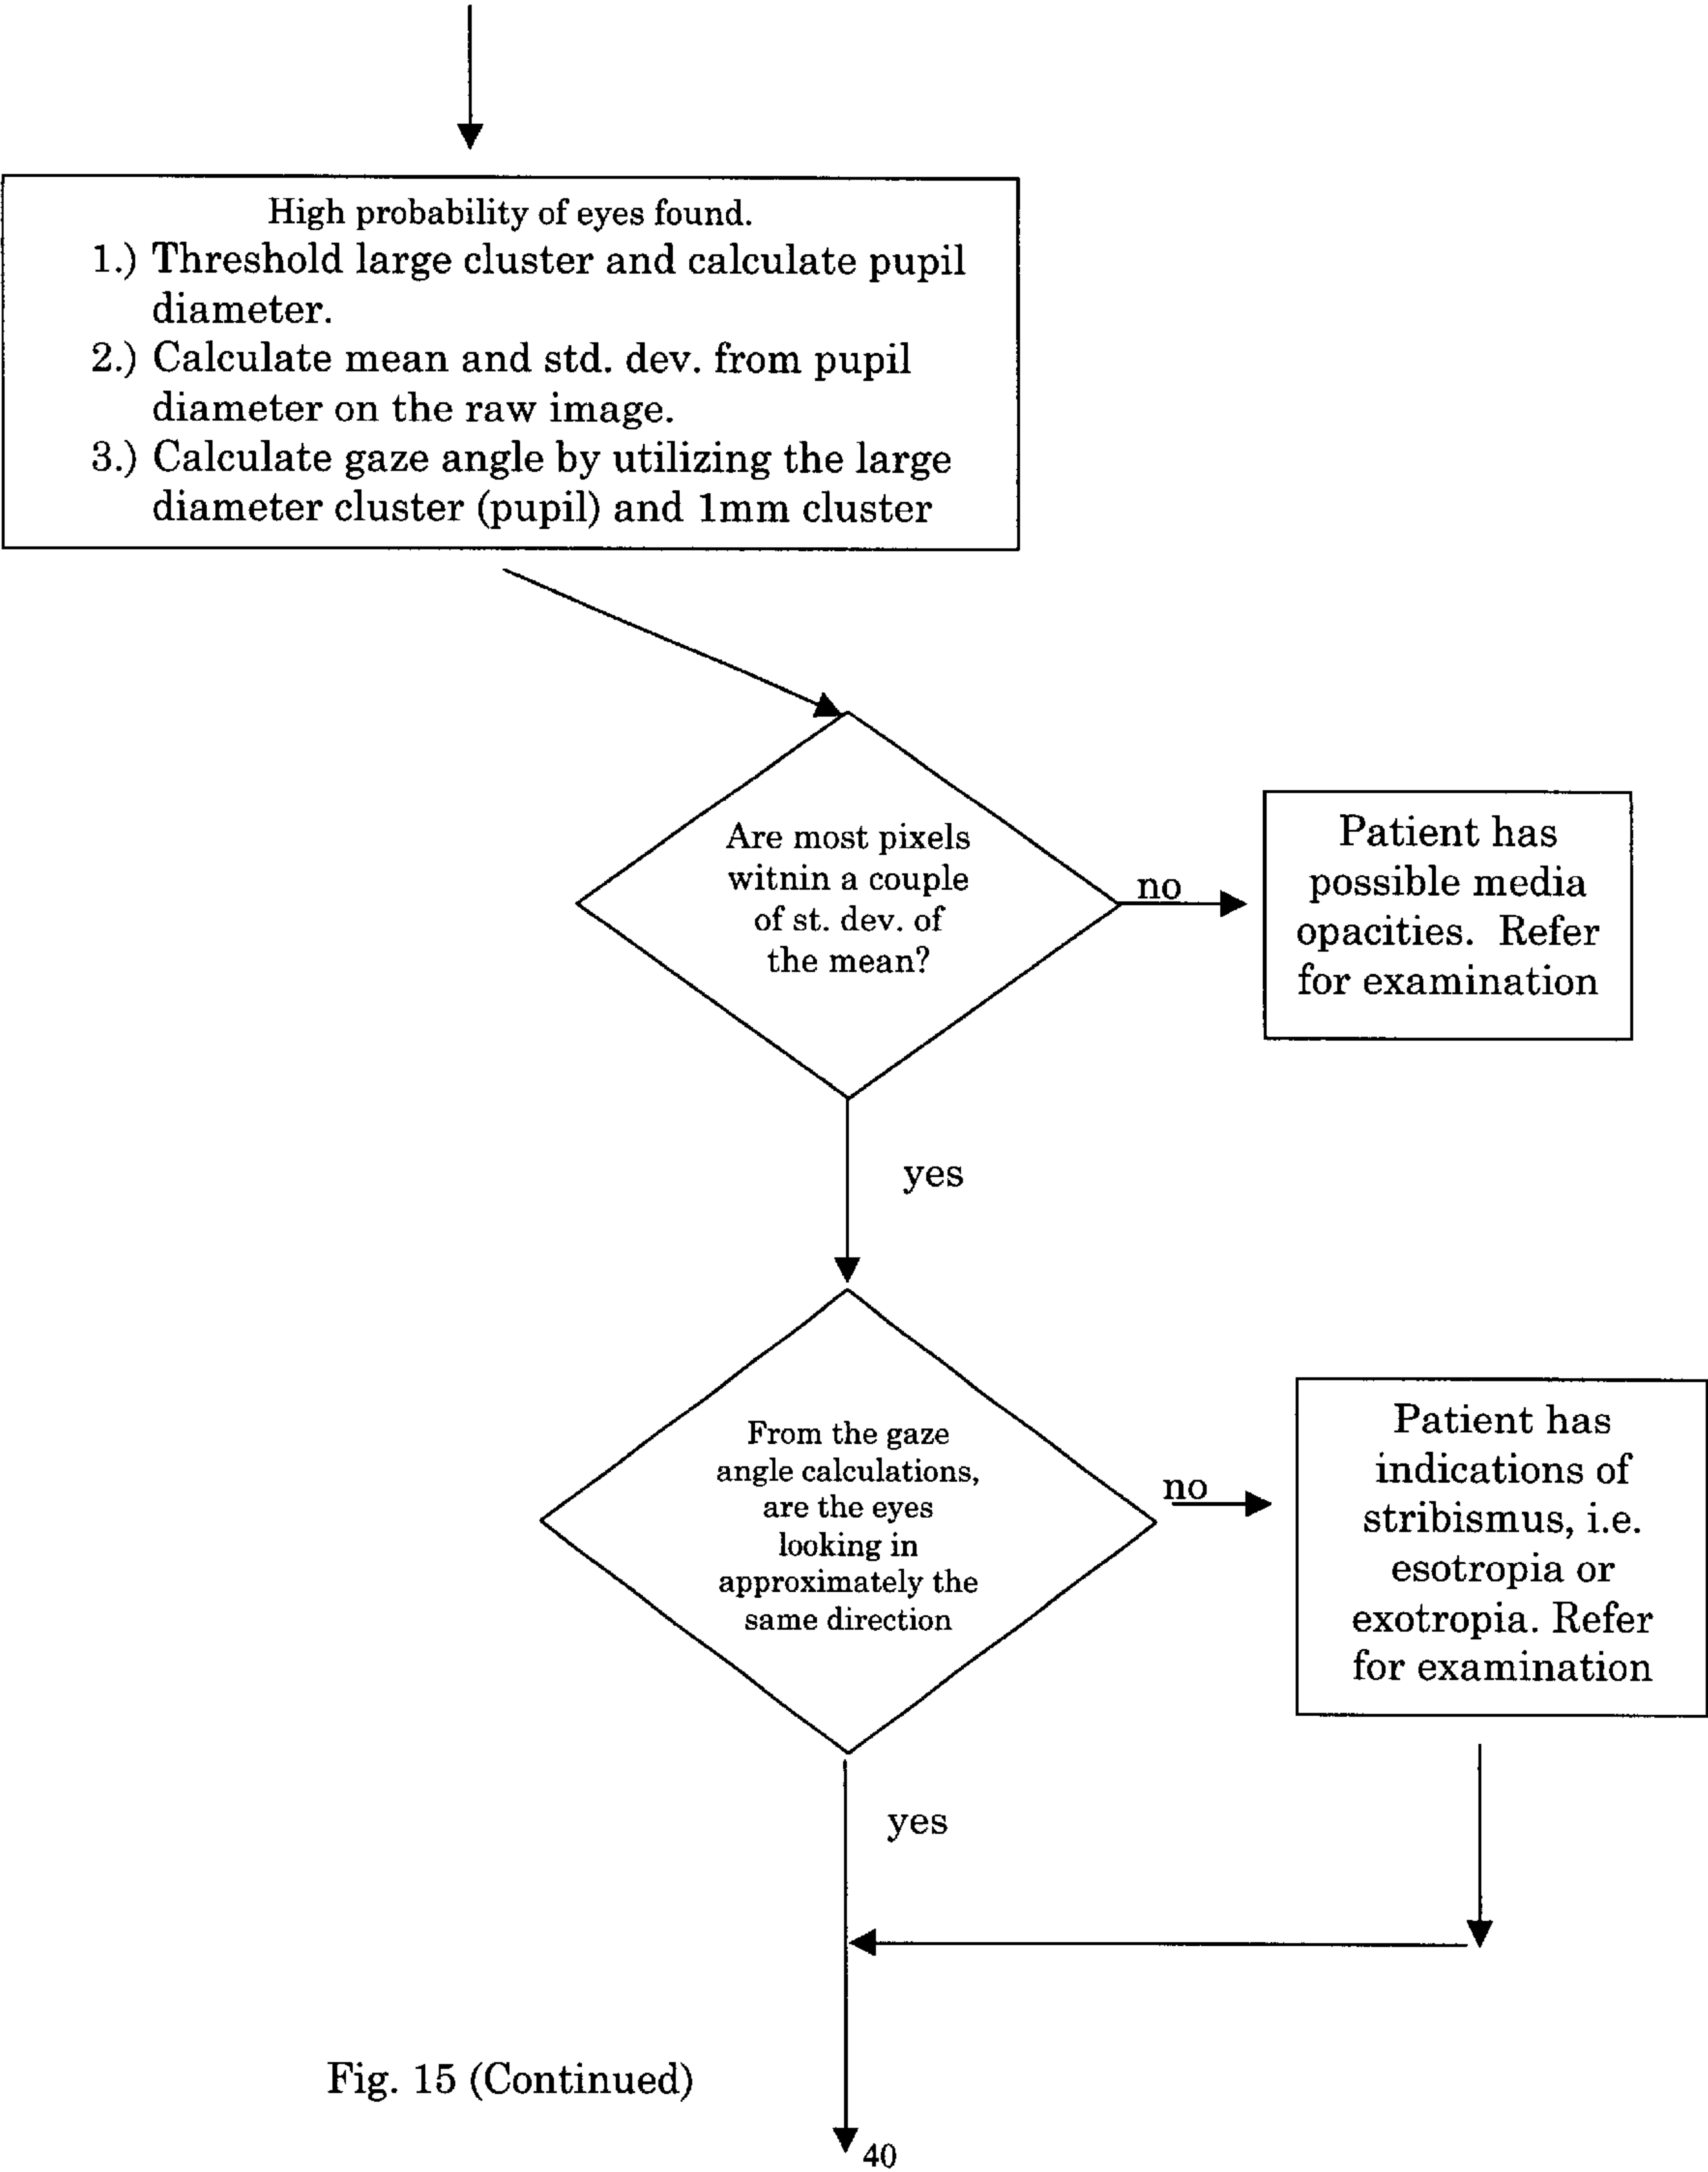 High probability of eyes found.
1.) Threshold large cluster and calculate pupil
diameter.
2.) Calculate mean and std. dev. from pupil
diameter on the raw image.
3.) Calculate gaze angle by utilizing the large
diameter cluster (pupil) and 1mm cluster
Are most pixels
witnin a couple
of st. dev. of
the mean?
no
Patient has
possible media
opacities. Refer
for examination
yes
From the gaze
angle calculations,
are the eyes
looking in
approximately the
same direction
no
Patient has
indications of
stribismus, i.e.
esotropia or
exotropia. Refer
for examination
yes
Fig. 15 (Continued)
40